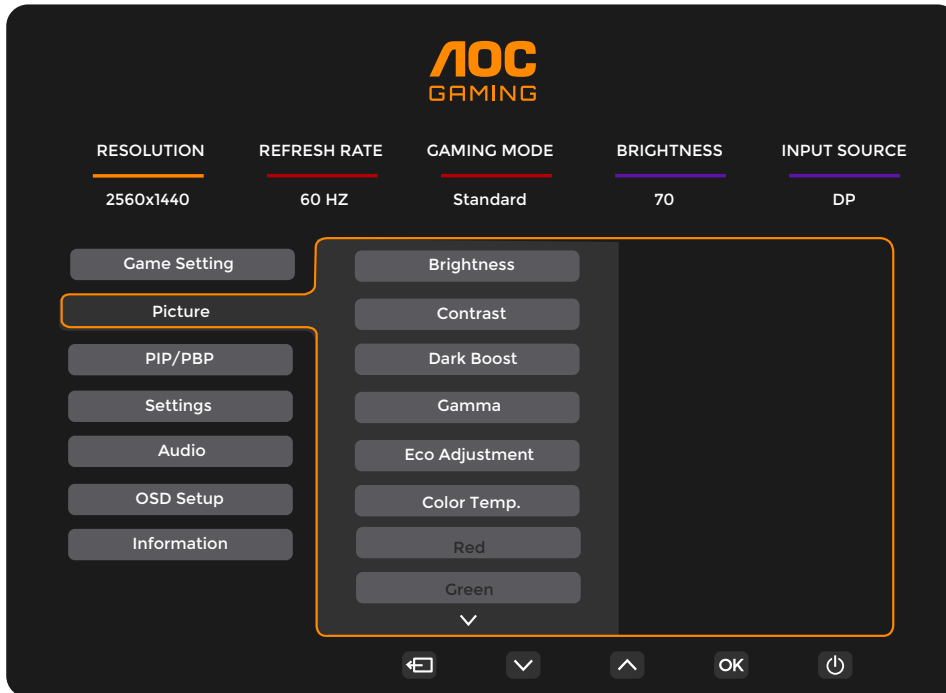 AOC
GAMING
RESOLUTION REFRESH RATE GAMING MODE BRIGHTNESS INPUT SOURCE
2560x1440 60 HZ Standard 70 DP
Game Setting
Picture
PIP/PBP
Settings
Audio
OSD Setup
Information
Brightness
Contrast
Dark Boost
Gamma
Eco Adjustment
Color Temp.
Red
Green
OK